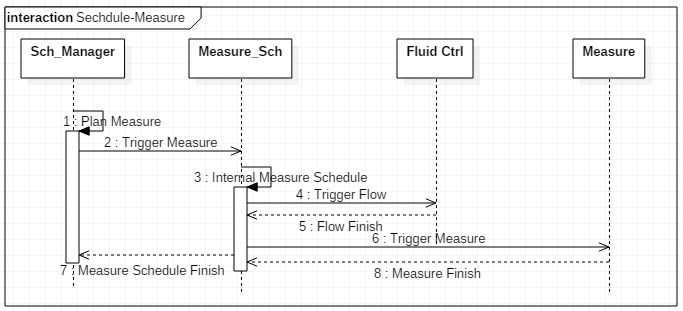 interaction Sechdule-Measure
Sch_Manager
Measure_Sch
Fluid Ctrl
Measure
1 : Plan Measure
2 : Trigger Measure
3 : Internal Measure Schedule
4 : Trigger Flow
5 : Flow Finish
6 : Trigger Measure
7 : Measure Schedule Finish
8 : Measure Finish